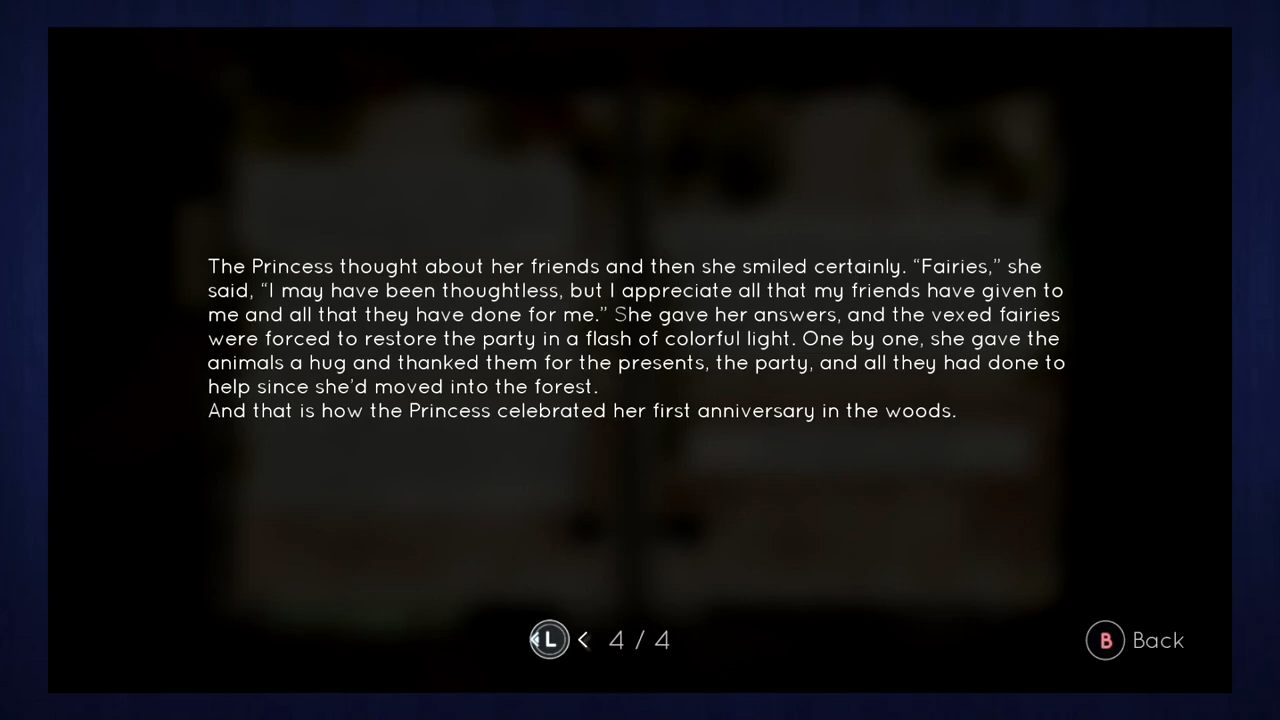 The Princess thought about her friends and then she smiled certainly. “Fairies,” she
said, “I may have been thoughtless, but I appreciate all that my friends have given to
me and all that they have done for me.” She gave her answers, and the vexed fairies
were forced to restore the party in a flash of colorful light. One by one, she gave the
animals a hug and thanked them for the presents, the party, and all they had done to
help since she’d moved into the forest.
And that is how the Princess celebrated her first anniversary in the woods.
L < 4 / 4
B Back